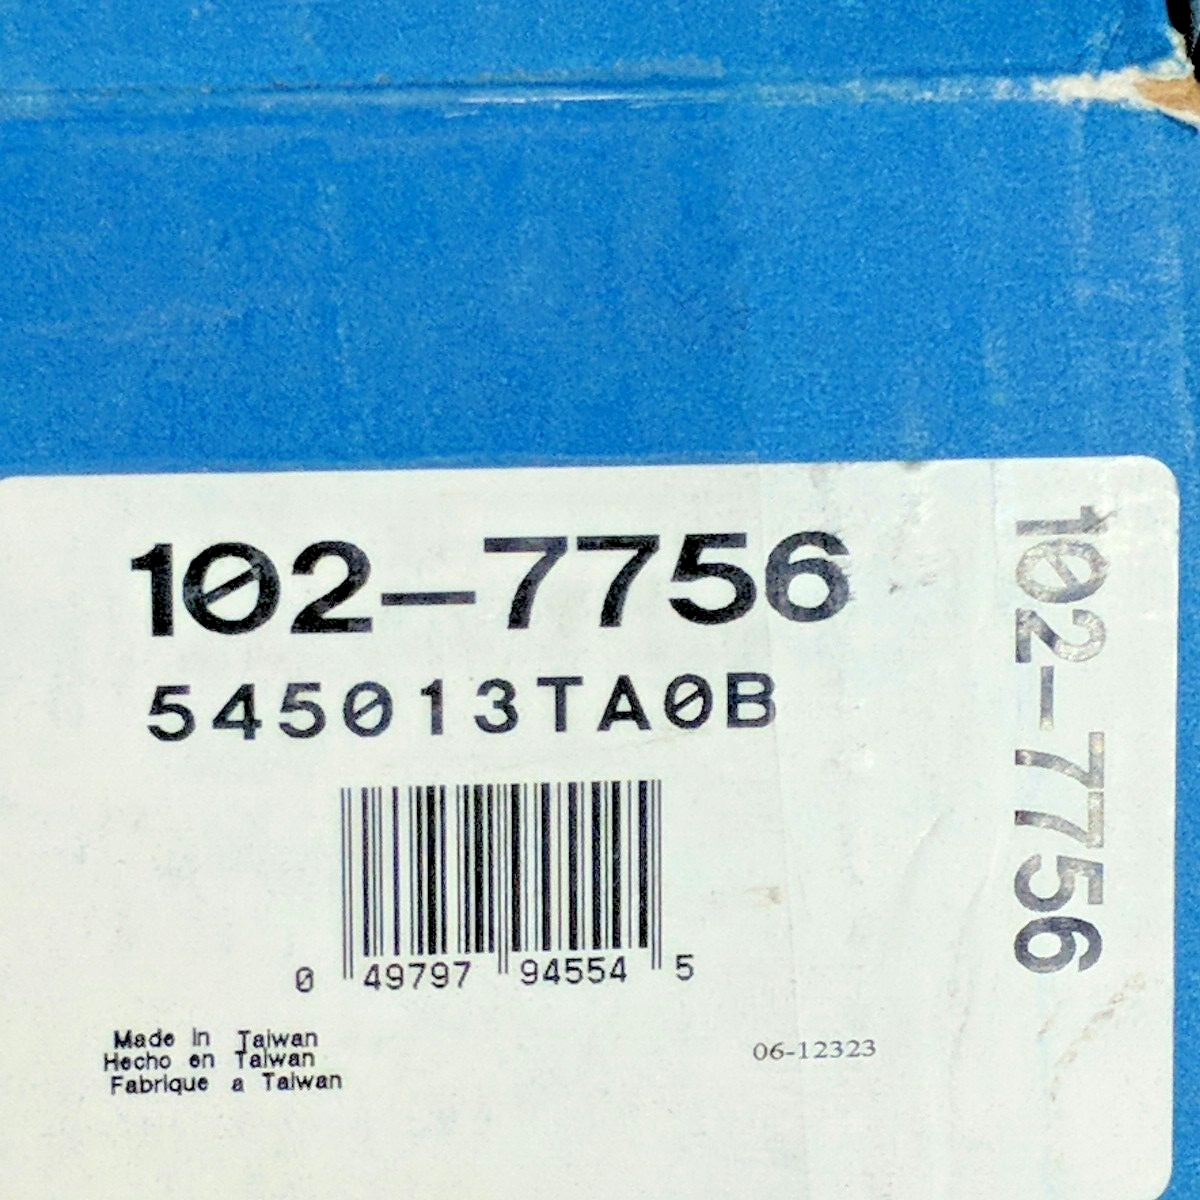 102-7756
545013TA0B
0 49797 94554 5
Made in Taiwan
Hecho en Taiwan
Fabrique a Taiwan
06-12323
102-7756